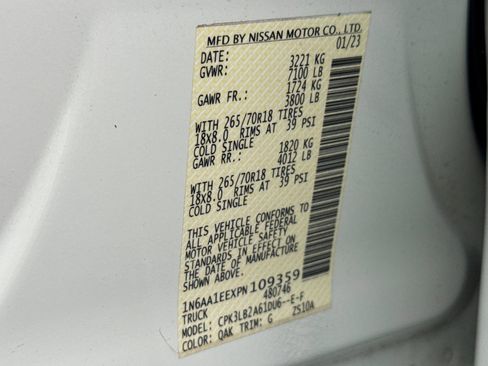 MFD BY NISSAN MOTOR CO., LTD.
DATE: 01/23
GVWR: 3221 KG
7100 LB
GAWR FR.: 1724 KG
3800 LB
WITH 265/70R18 TIRES
18X8.0 RIMS AT 39 PSI
COLD SINGLE
GAWR RR.: 1820 KG
4012 LB
WITH 265/70R18 TIRES
18X8.0 RIMS AT 39 PSI
COLD SINGLE
THIS VEHICLE CONFORMS TO
ALL APPLICABLE FEDERAL
MOTOR VEHICLE SAFETY
STANDARDS IN EFFECT ON
THE DATE OF MANUFACTURE
SHOWN ABOVE.
1N6AA1EEXPN109359
TRUCK 480746
MODEL: CPK3LB2A61DU6--E-F
COLOR: QAK TRIM: G ZS10A